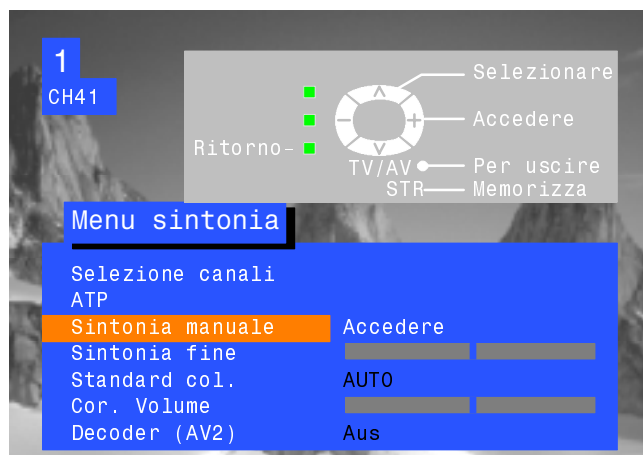 1
CH41
Selezionare
Accedere
Ritorno-
TV/AV Per uscire
STR Memorizza
Menu sintonia
Selezione canali
ATP
Sintonia manuale Accedere
Sintonia fine
Standard col. AUTO
Cor. Volume
Decoder (AV2) Aus